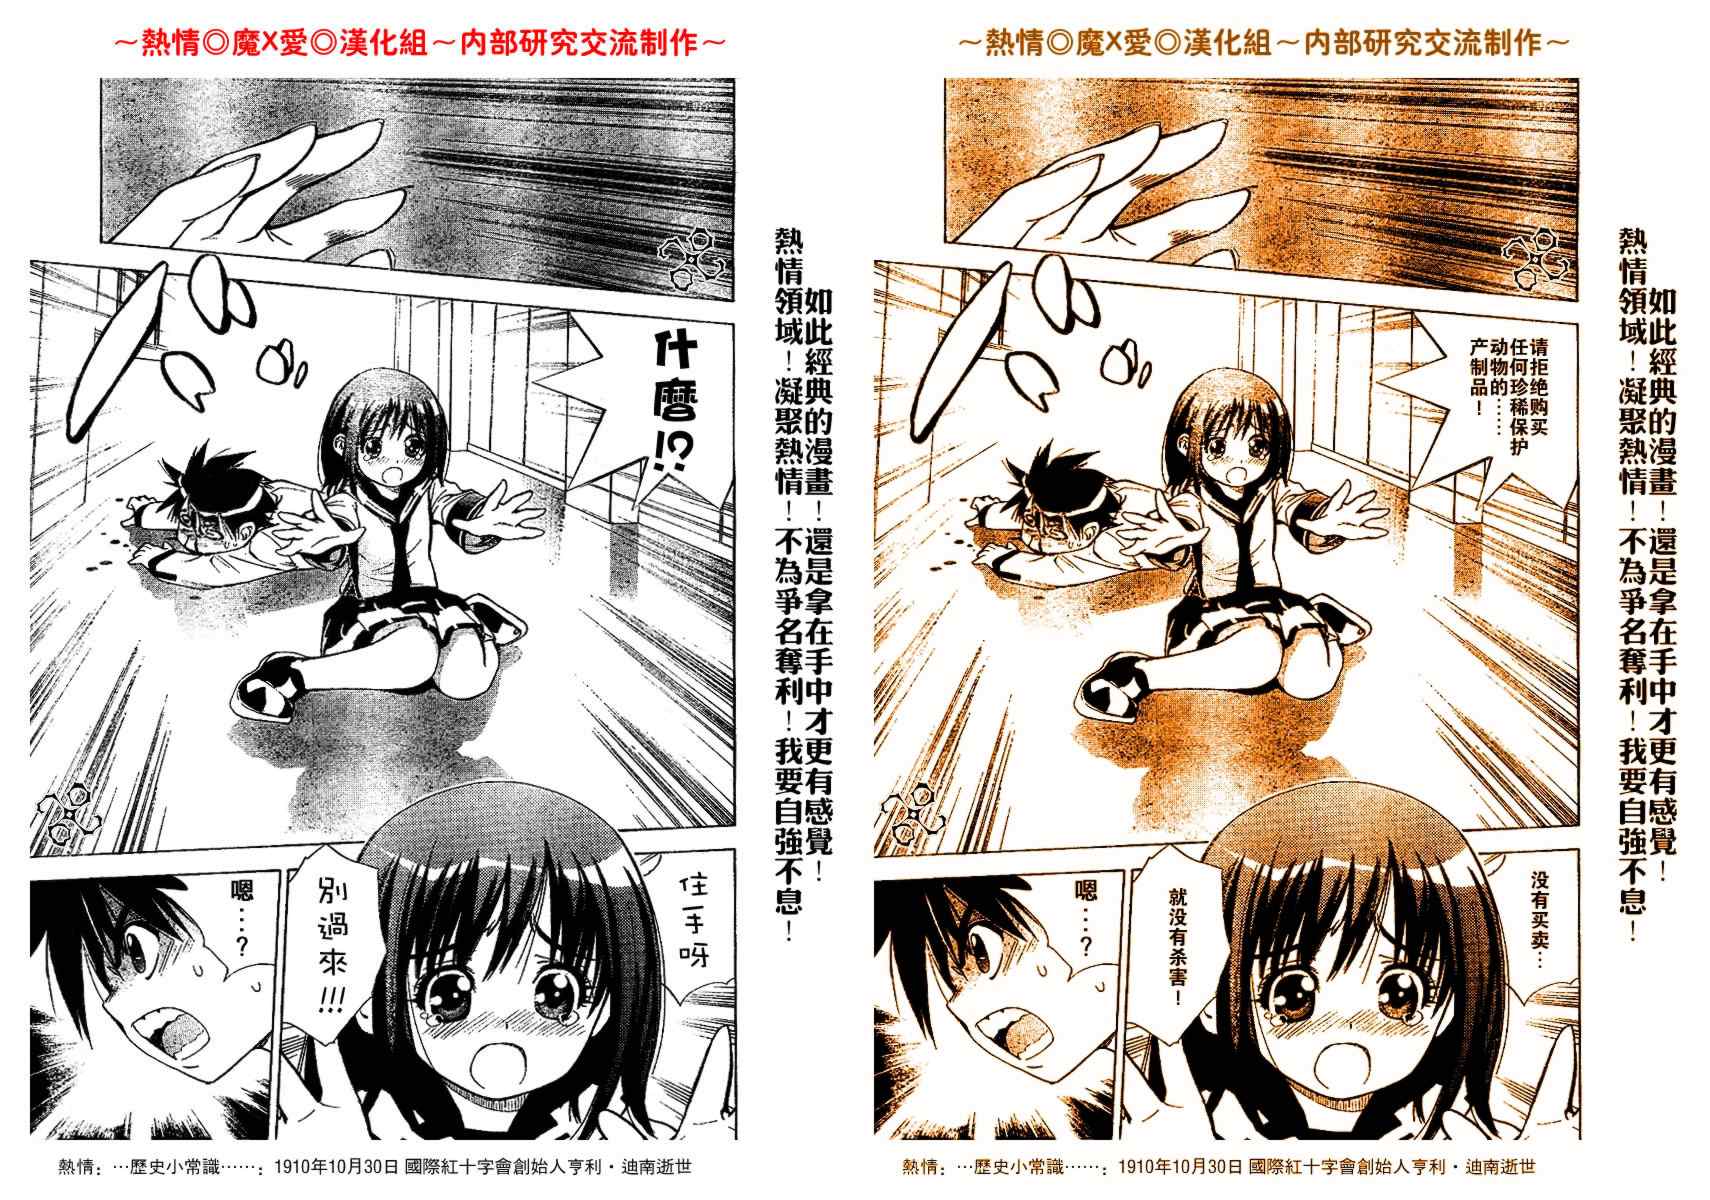 ～熱情◎魔X愛◎漢化組～内部研究交流制作～
什麼!?
住手呀
別過來!!!
嗯…?
如此經典的漫畫！還是拿在手中才更有感覺！
熱情領域！凝聚熱情！不為爭名奪利！我要自強不息！
熱情：…歷史小常識……：1910年10月30日 國際紅十字會創始人亨利・迪南逝世
～熱情◎魔X愛◎漢化組～内部研究交流制作～
请拒绝购买
任何珍稀保护
动物的……
产制品！
没有买卖…
就没有杀害！
嗯…?
如此經典的漫畫！還是拿在手中才更有感覺！
熱情領域！凝聚熱情！不為爭名奪利！我要自強不息！
熱情：…歷史小常識……：1910年10月30日 國際紅十字會創始人亨利・迪南逝世